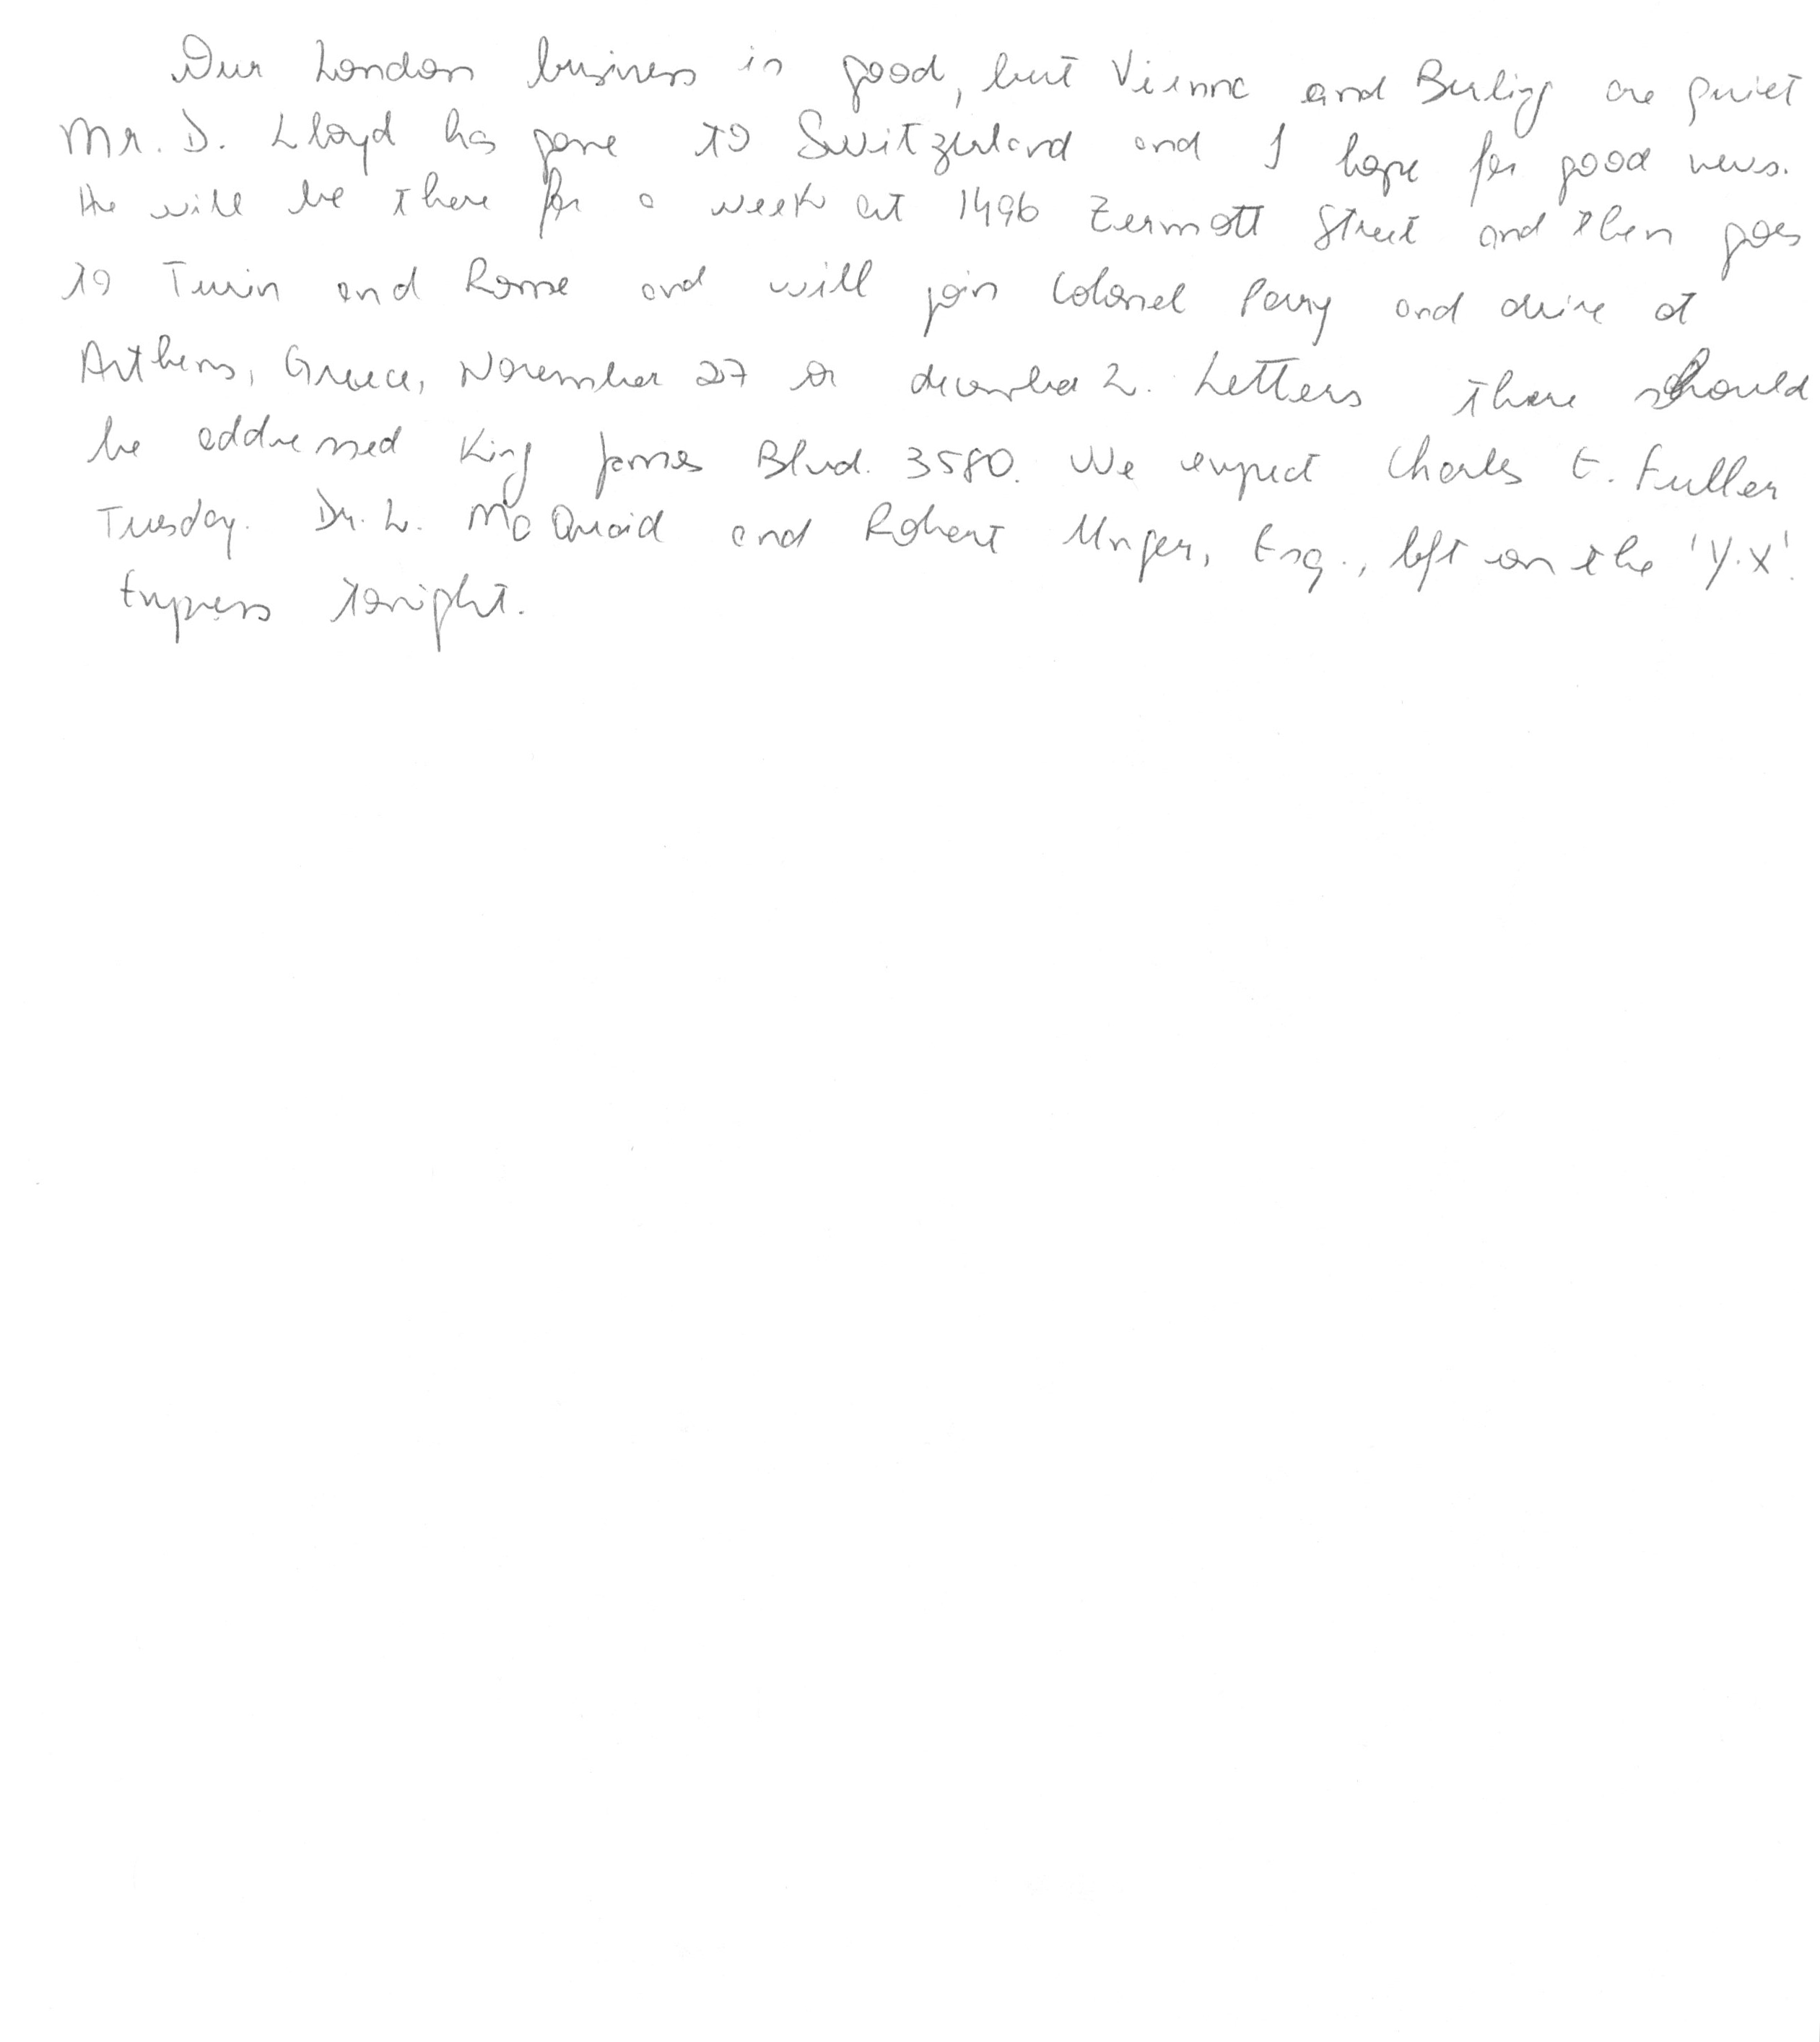 Our London business is good, but Vienna and Berling are quiet
Mr. D. Lloyd has gone to Switzerland and I hope for good news.
He will be there for a week at 1496 Zermott Street and then goes
to Turin and Rome and will join Colonel Parry and arrive at
Athens, Greece, November 27 or december 2. Letters there should
be addressed King James Blvd. 3580. We expect Charles E. Fuller
Tuesday. Dr. L. McQuaid and Robert Unger, Esq., left on the 'Y.X'.
Express tonight.